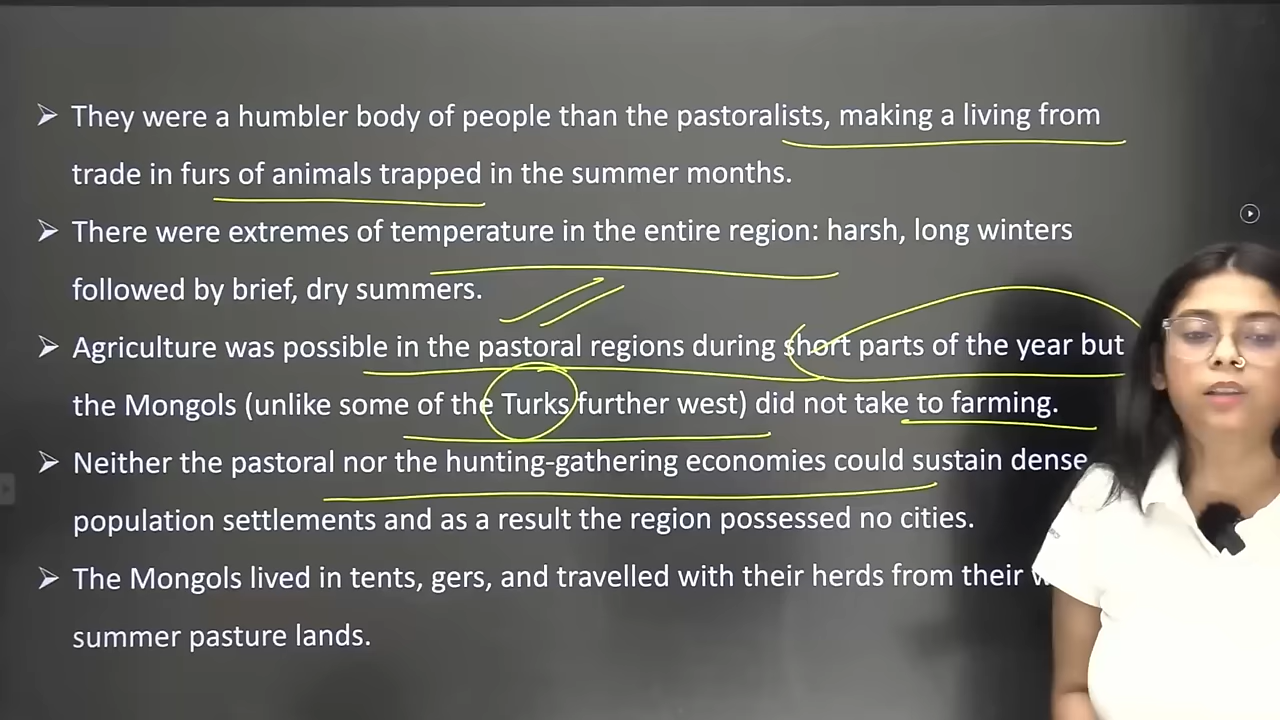 ➤ They were a humbler body of people than the pastoralists, making a living from
trade in furs of animals trapped in the summer months.
➤ There were extremes of temperature in the entire region: harsh, long winters
followed by brief, dry summers.
➤ Agriculture was possible in the pastoral regions during short parts of the year but
the Mongols (unlike some of the Turks further west) did not take to farming.
➤ Neither the pastoral nor the hunting-gathering economies could sustain dense
population settlements and as a result the region possessed no cities.
➤ The Mongols lived in tents, gers, and travelled with their herds from their
summer pasture lands.